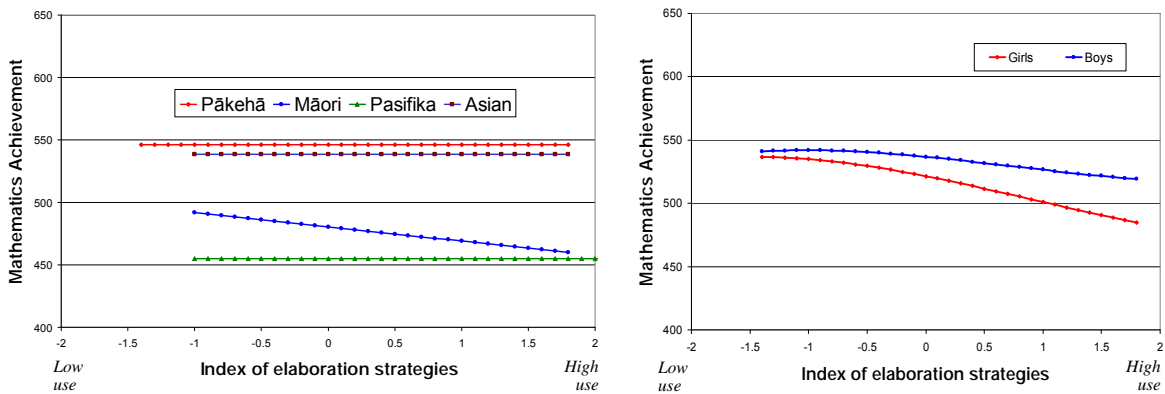 650
600
550
500
450
400
Mathematics Achievement
Pākehā Māori Pasifika Asian
-2 -1.5 -1 -0.5 0 0.5 1 1.5 2
Low use
Index of elaboration strategies
High use
650
600
550
500
450
400
Mathematics Achievement
Girls Boys
-2 -1.5 -1 -0.5 0 0.5 1 1.5 2
Low use
Index of elaboration strategies
High use